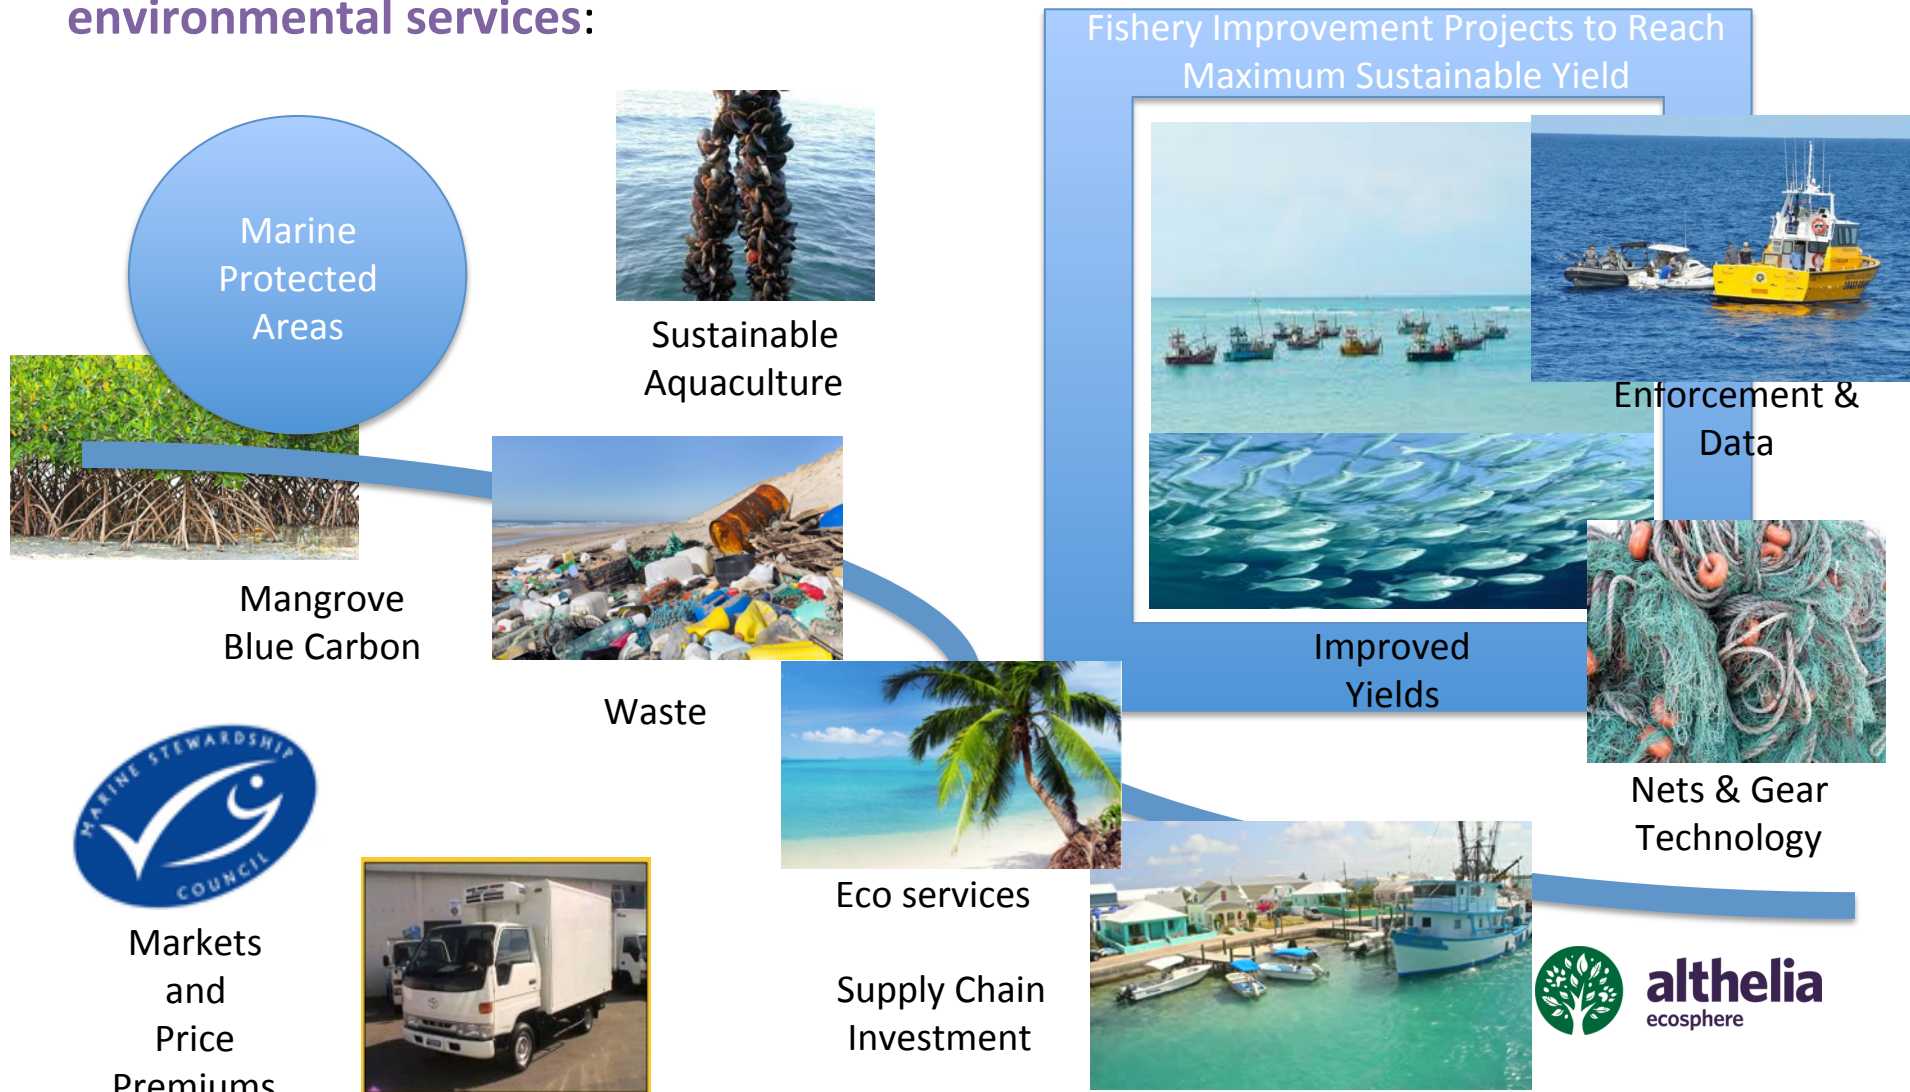 environmental services:
Fishery Improvement Projects to Reach
Maximum Sustainable Yield
Marine
Protected
Areas
Sustainable
Aquaculture
Enforcement &
Data
Mangrove
Blue Carbon
Waste
Improved
Yields
Nets & Gear
Technology
MARINE STEWARDSHIP
COUNCIL
Markets
and
Price
Premiums
Eco services
Supply Chain
Investment
althelia
ecosphere